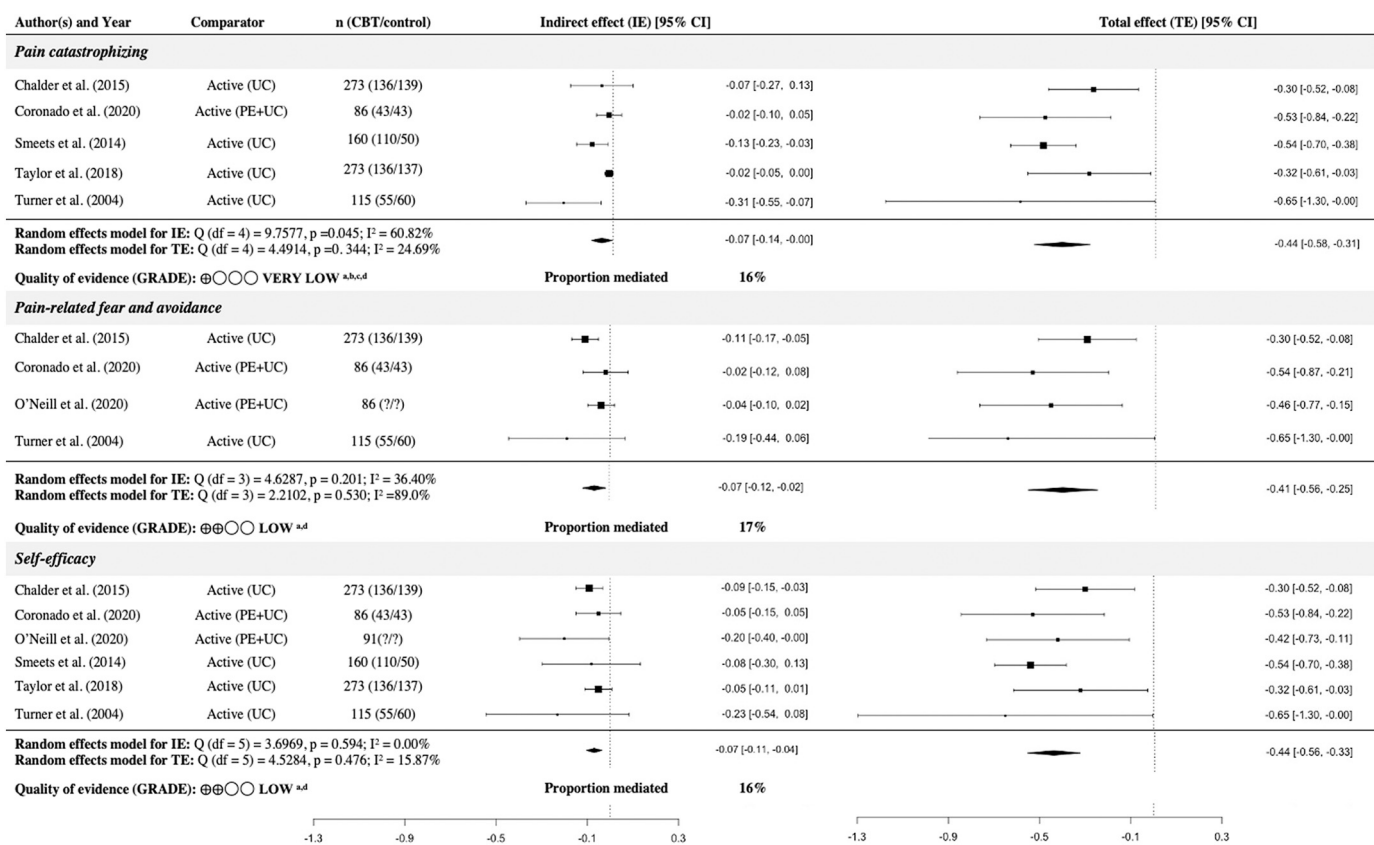 Author(s) and Year Comparator n (CBT/control) Indirect effect (IE) [95% CI] Total effect (TE) [95% CI]
Pain catastrophizing
Chalder et al. (2015) Active (UC) 273 (136/139) -0.07 [-0.27, 0.13] -0.30 [-0.52, -0.08]
Coronado et al. (2020) Active (PE+UC) 86 (43/43) -0.02 [-0.10, 0.05] -0.53 [-0.84, -0.22]
Smeets et al. (2014) Active (UC) 160 (110/50) -0.13 [-0.23, -0.03] -0.54 [-0.70, -0.38]
Taylor et al. (2018) Active (UC) 273 (136/137) -0.02 [-0.05, 0.00] -0.32 [-0.61, -0.03]
Turner et al. (2004) Active (UC) 115 (55/60) -0.31 [-0.55, -0.07] -0.65 [-1.30, -0.00]
Random effects model for IE: Q (df = 4) = 9.7577, p =0.045; I² = 60.82% -0.07 [-0.14, -0.00]
Random effects model for TE: Q (df = 4) = 4.4914, p =0. 344; I² = 24.69% -0.44 [-0.58, -0.31]
Quality of evidence (GRADE): ⊕◯◯◯ VERY LOW a,b,c,d Proportion mediated 16%
Pain-related fear and avoidance
Chalder et al. (2015) Active (UC) 273 (136/139) -0.11 [-0.17, -0.05] -0.30 [-0.52, -0.08]
Coronado et al. (2020) Active (PE+UC) 86 (43/43) -0.02 [-0.12, 0.08] -0.54 [-0.87, -0.21]
O'Neill et al. (2020) Active (PE+UC) 86 (?/?) -0.04 [-0.10, 0.02] -0.46 [-0.77, -0.15]
Turner et al. (2004) Active (UC) 115 (55/60) -0.19 [-0.44, 0.06] -0.65 [-1.30, -0.00]
Random effects model for IE: Q (df = 3) = 4.6287, p = 0.201; I² = 36.40%
Random effects model for TE: Q (df = 3) = 2.2102, p = 0.530; I² =89.0% -0.07 [-0.12, -0.02] -0.41 [-0.56, -0.25]
Quality of evidence (GRADE): ⊕⊕◯◯ LOW a,d Proportion mediated 17%
Self-efficacy
Chalder et al. (2015) Active (UC) 273 (136/139) -0.09 [-0.15, -0.03] -0.30 [-0.52, -0.08]
Coronado et al. (2020) Active (PE+UC) 86 (43/43) -0.05 [-0.15, 0.05] -0.53 [-0.84, -0.22]
O'Neill et al. (2020) Active (PE+UC) 91(?/?) -0.20 [-0.40, -0.00] -0.42 [-0.73, -0.11]
Smeets et al. (2014) Active (UC) 160 (110/50) -0.08 [-0.30, 0.13] -0.54 [-0.70, -0.38]
Taylor et al. (2018) Active (UC) 273 (136/137) -0.05 [-0.11, 0.01] -0.32 [-0.61, -0.03]
Turner et al. (2004) Active (UC) 115 (55/60) -0.23 [-0.54, 0.08] -0.65 [-1.30, -0.00]
Random effects model for IE: Q (df = 5) = 3.6969, p = 0.594; I² = 0.00% -0.07 [-0.11, -0.04] -0.44 [-0.56, -0.33]
Random effects model for TE: Q (df = 5) = 4.5284, p = 0.476; I² = 15.87%
Quality of evidence (GRADE): ⊕⊕◯◯ LOW a,d Proportion mediated 16%
-1.3 -0.9 -0.5 -0.1 0.3 -1.3 -0.5 -0.1 0.3